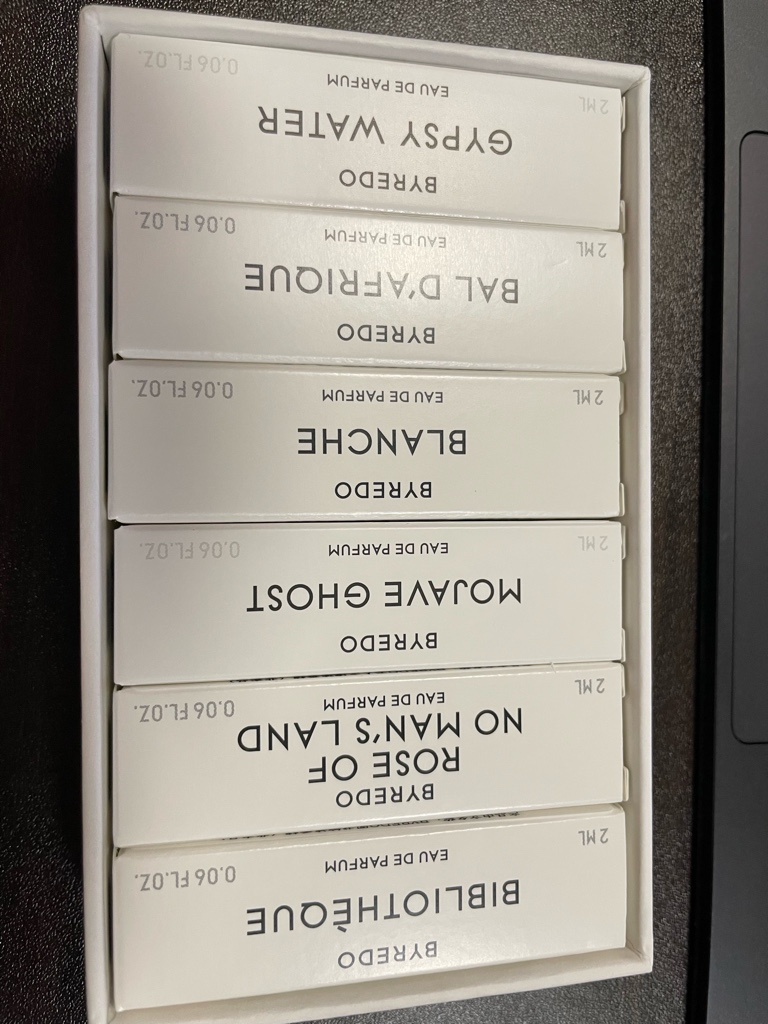 BYREDO
BIBLIOTHÈQUE
EAU DE PARFUM
2 ML
0.06 FL.OZ.
BYREDO
ROSE OF
NO MAN'S LAND
EAU DE PARFUM
2 ML
0.06 FL.OZ.
BYREDO
MOJAVE GHOST
EAU DE PARFUM
2 ML
0.06 FL.OZ.
BYREDO
BLANCHE
EAU DE PARFUM
2 ML
0.06 FL.OZ.
BYREDO
BAL D'AFRIQUE
EAU DE PARFUM
2 ML
0.06 FL.OZ.
BYREDO
GYPSY WATER
EAU DE PARFUM
2 ML
0.06 FL.OZ.